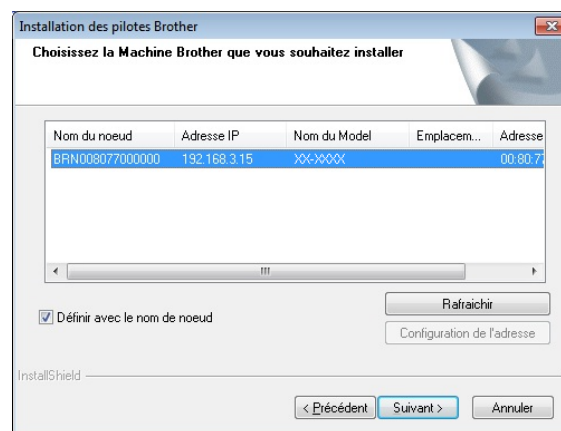 Installation des pilotes Brother
Choisissez la Machine Brother que vous souhaitez installer
Nom du noeud Adresse IP Nom du Model Emplacem... Adresse
BRN008077000000 192.168.3.15 XX-XXXX 00:80:77
Rafraichir
Définir avec le nom de noeud
Configuration de l'adresse
InstallShield
< Précédent Suivant > Annuler